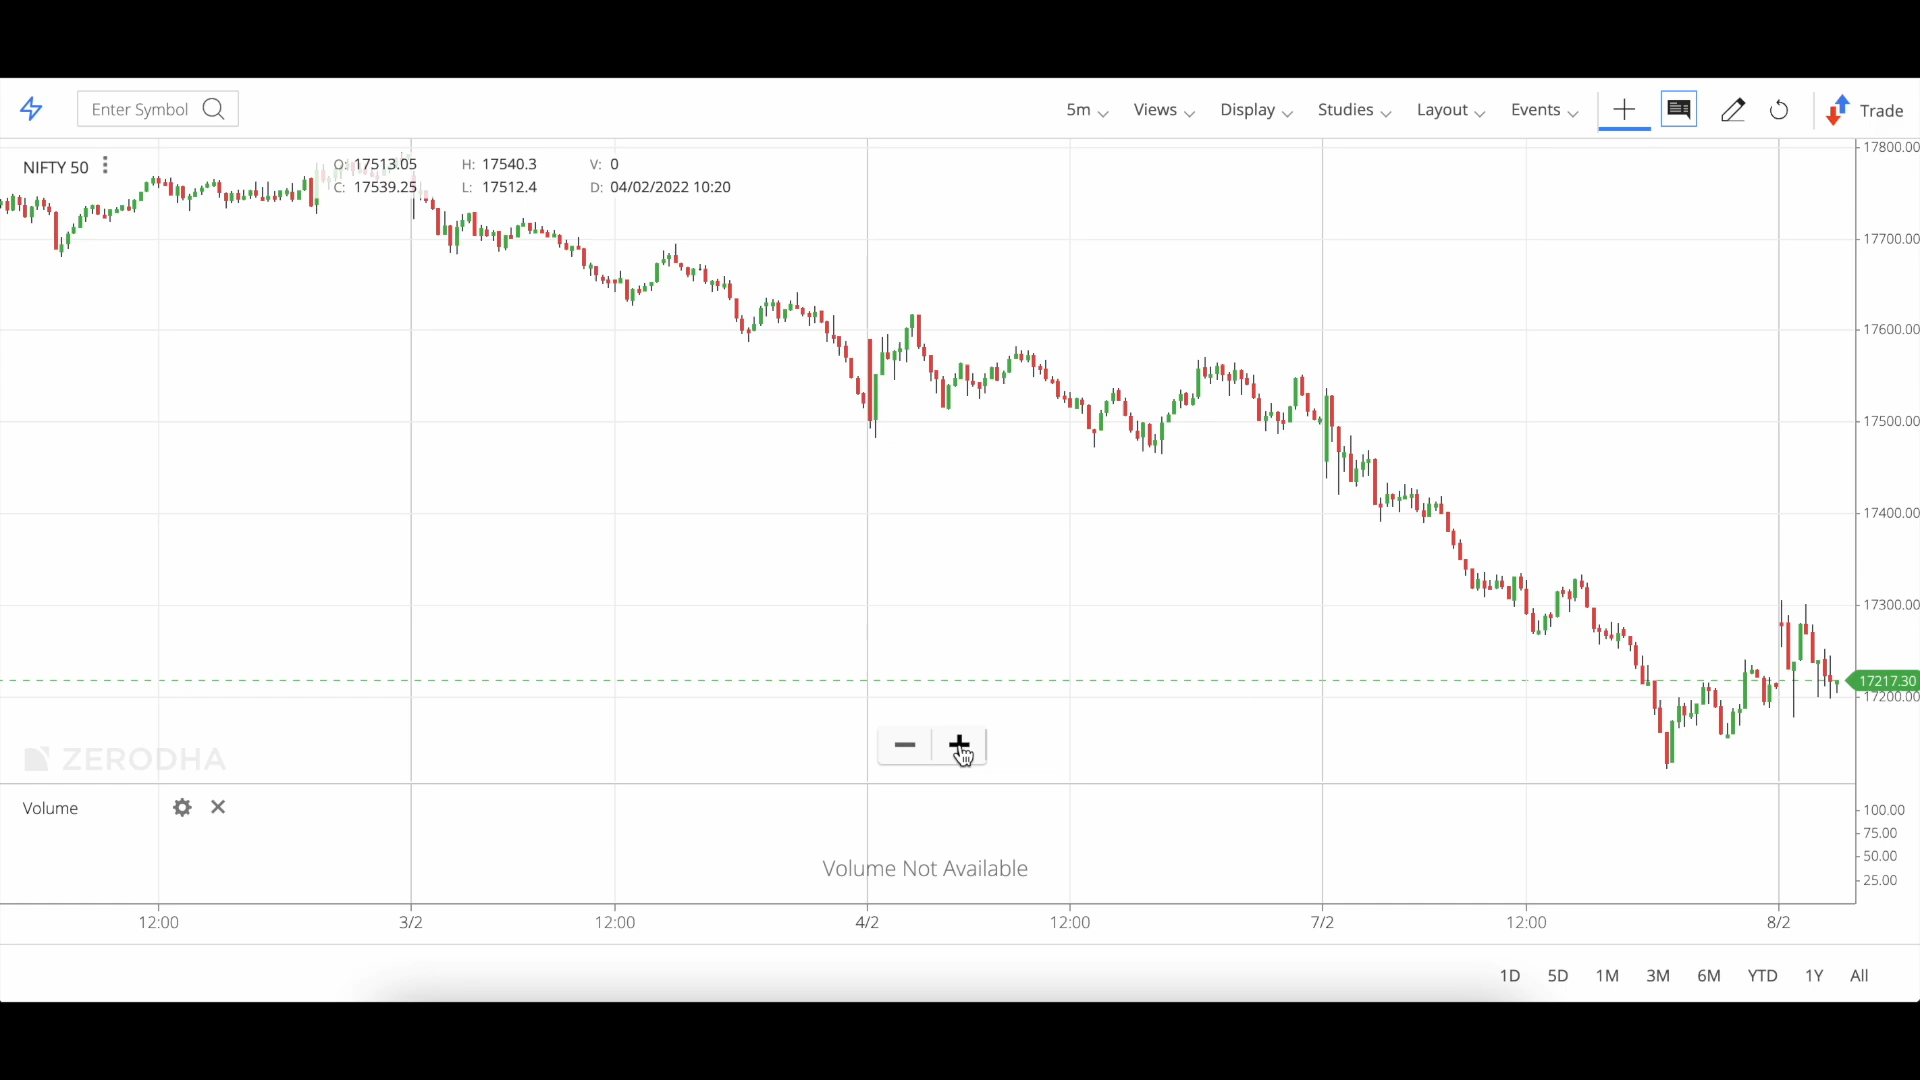 Enter Symbol
5m Views Display Studies Layout Events Trade
NIFTY 50
O: 17513.05 H: 17540.3 V: 0
C: 17539.25 L: 17512.4 D: 04/02/2022 10:20
17800.00
17700.00
17600.00
17500.00
17400.00
17300.00
17217.30
17200.00
ZERODHA
Volume
Volume Not Available
100.00
75.00
50.00
25.00
12:00 3/2 12:00 4/2 12:00 7/2 12:00 8/2
1D 5D 1M 3M 6M YTD 1Y All